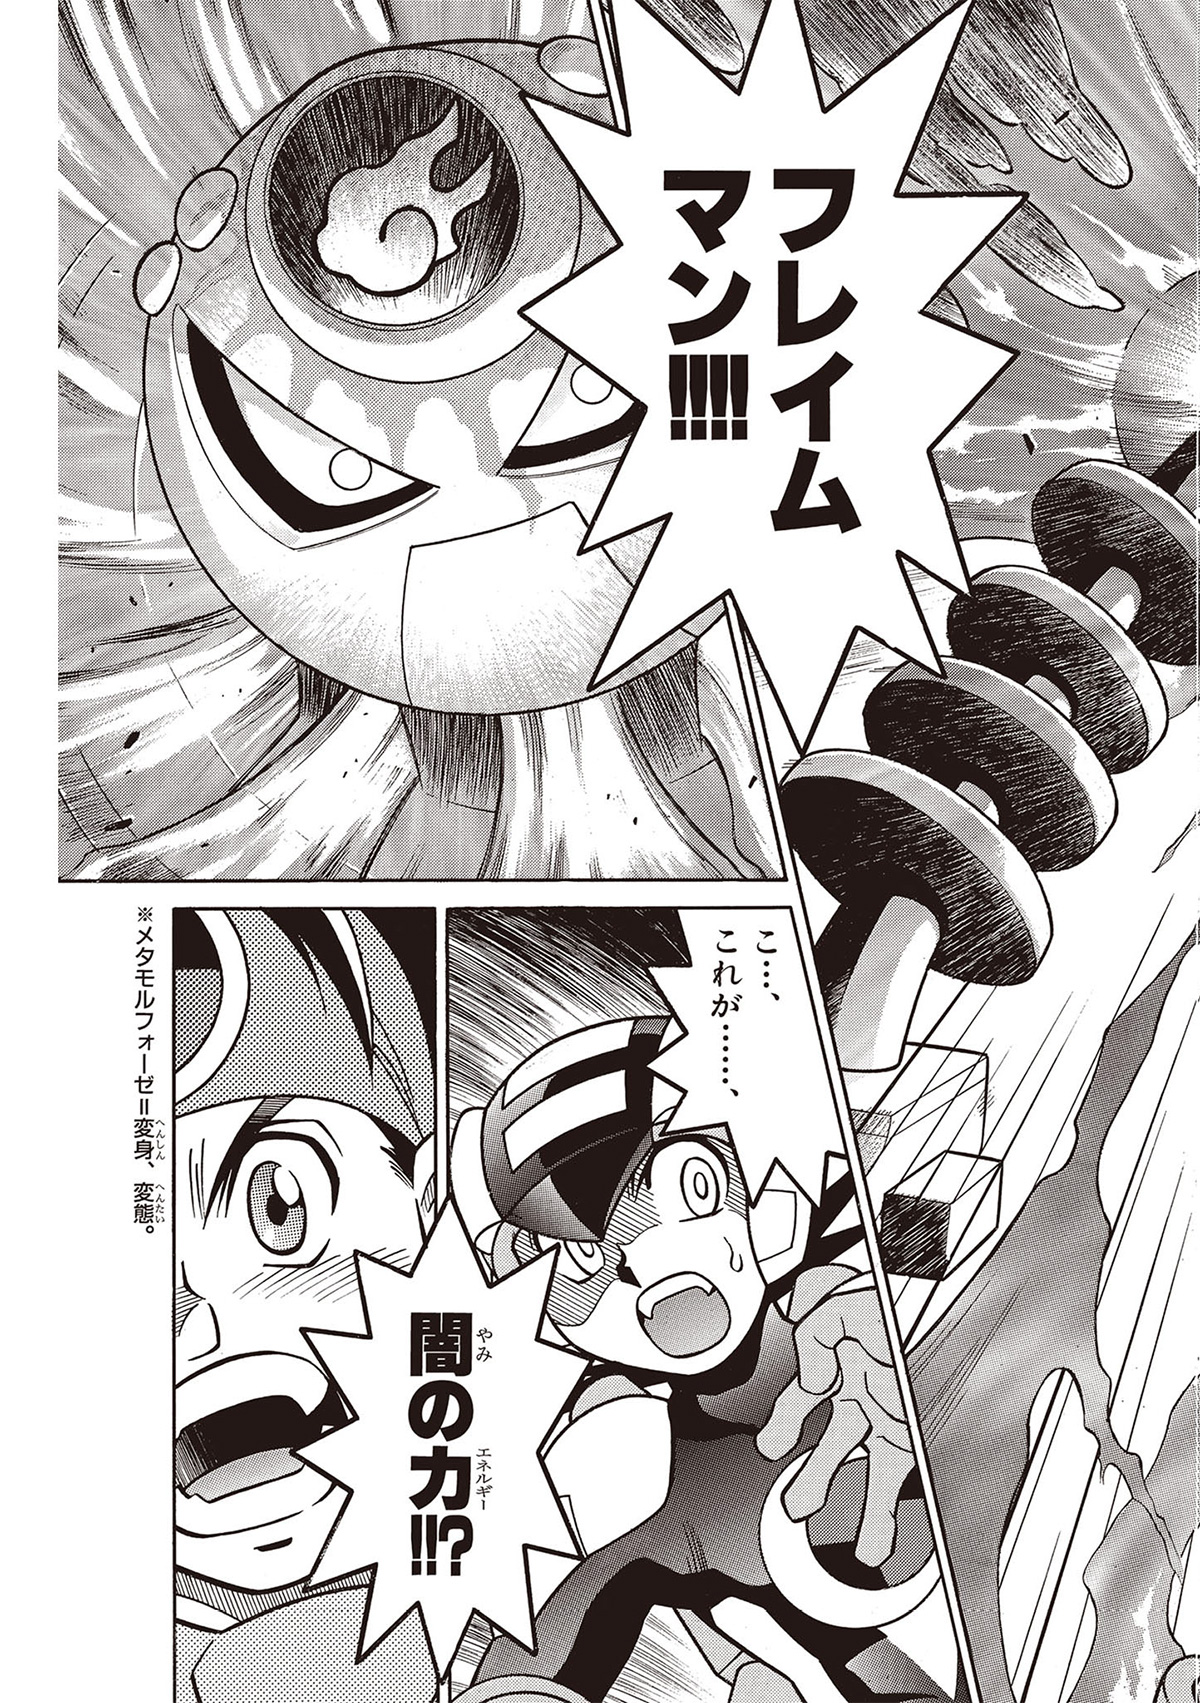 フレイム
マン!!!!
こ…、
これが……、
闇の力!!?
やみ
エネルギー
※メタモルフォーゼ＝変身、変態。
へんしん
へんたい